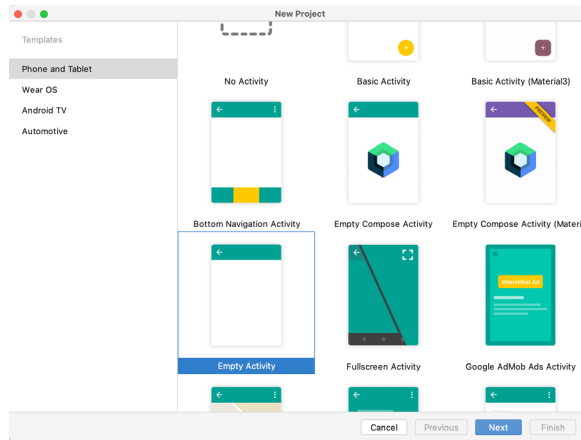 New Project
Templates
Phone and Tablet
Wear OS
Android TV
Automotive
No Activity
Basic Activity
Basic Activity (Material3)
PREVIEW
Bottom Navigation Activity
Empty Compose Activity
Empty Compose Activity (Materi
Interstitial Ad
Empty Activity
Fullscreen Activity
Google AdMob Ads Activity
Cancel
Previous
Next
Finish